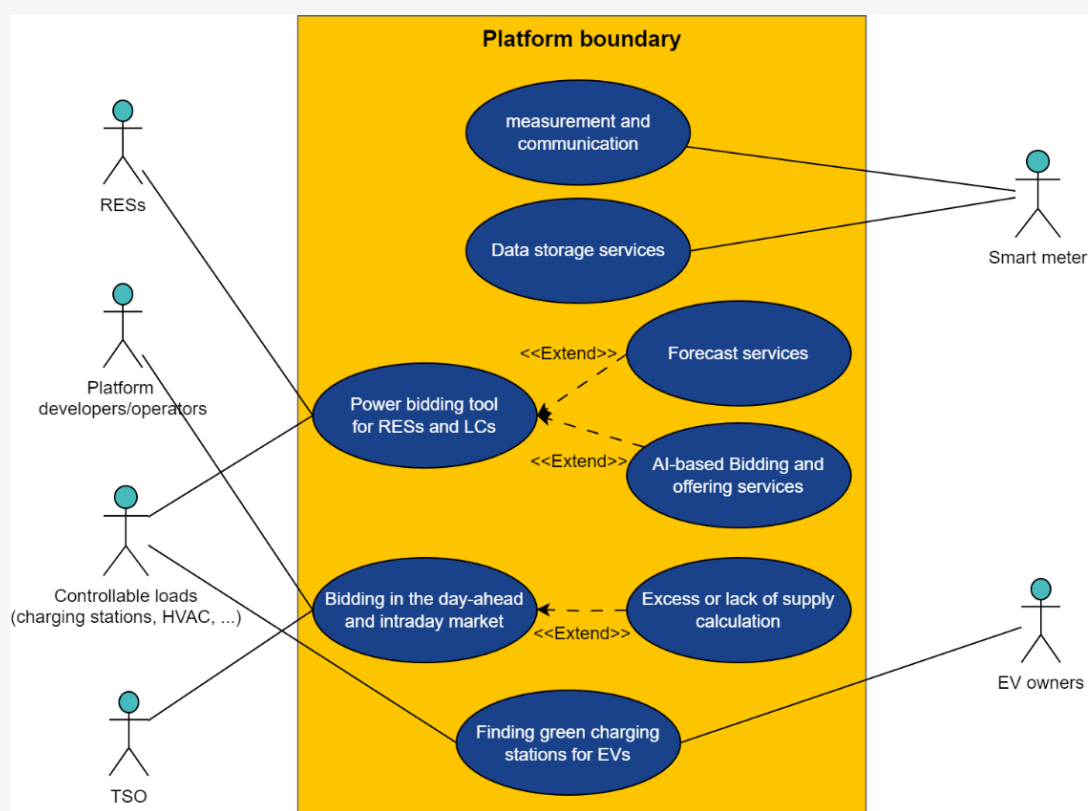 Platform boundary
measurement and
communication
RESs
Smart meter
Data storage services
Platform
developers/operators
<<Extend>>
Forecast services
Power bidding tool
for RESs and LCs
<<Extend>>
AI-based Bidding and
offering services
Controllable loads
(charging stations, HVAC, ...)
Bidding in the day-ahead
and intraday market
<<Extend>>
Excess or lack of supply
calculation
EV owners
Finding green charging
stations for EVs
TSO